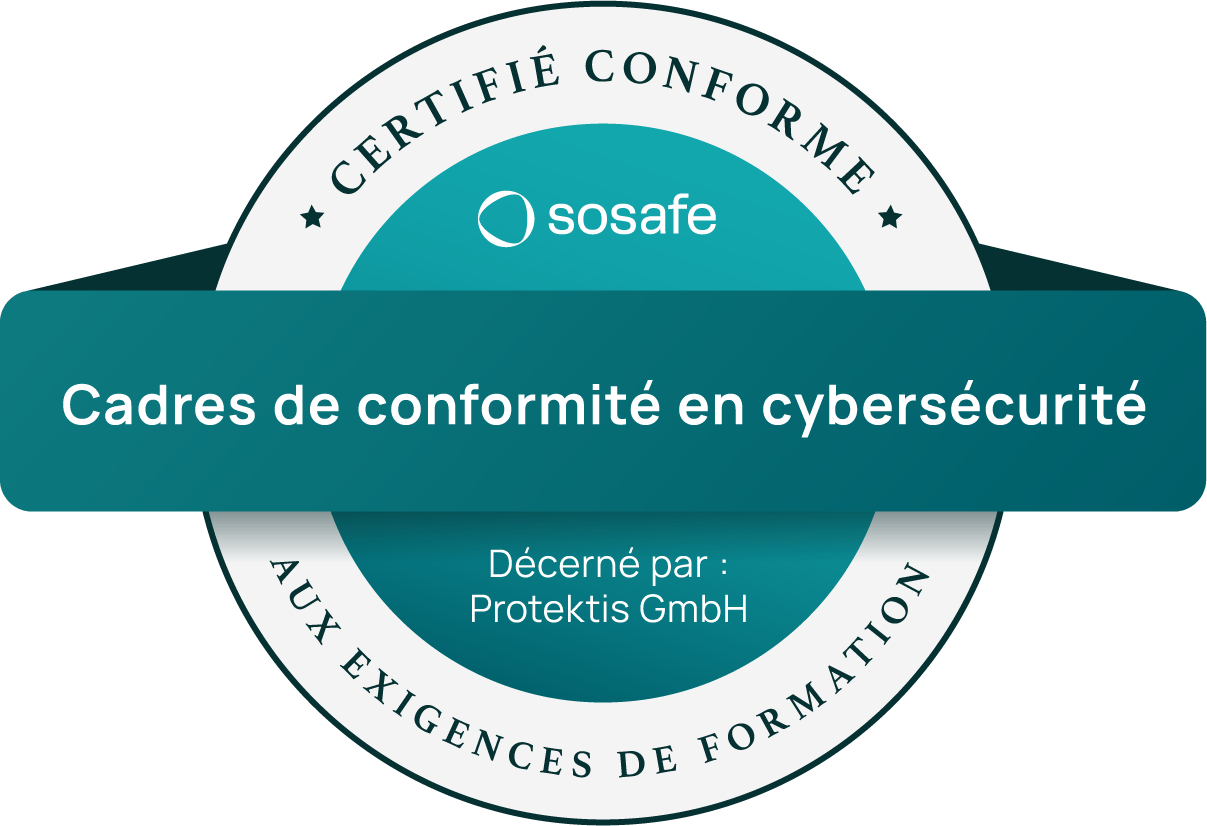 CERTIFIÉ CONFORME
sosafe
Cadres de conformité en cybersécurité
Décerné par :
Protektis GmbH
AUX EXIGENCES DE FORMATION